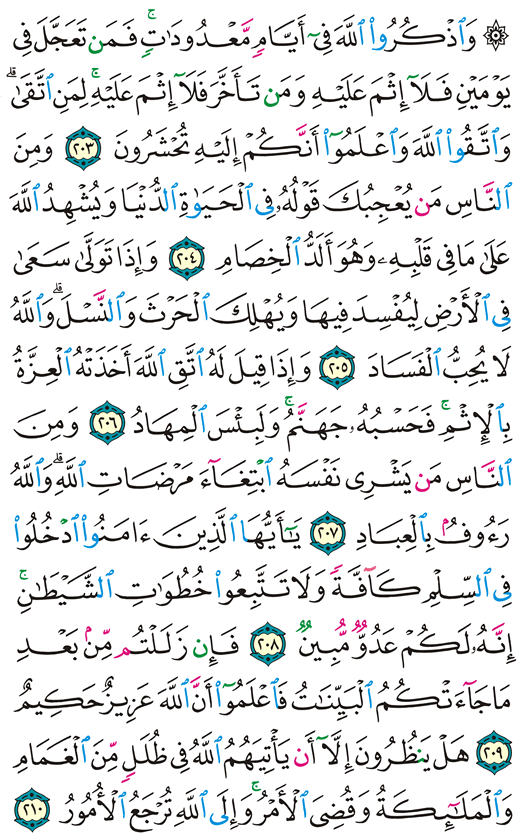 ۞ وَٱذْكُرُوا۟ ٱللَّهَ فِىٓ أَيَّامٍ مَّعْدُودَٰتٍ ۚ فَمَن تَعَجَّلَ فِى
يَوْمَيْنِ فَلَآ إِثْمَ عَلَيْهِ وَمَن تَأَخَّرَ فَلَآ إِثْمَ عَلَيْهِ ۚ لِمَنِ ٱتَّقَىٰ ۗ
وَٱتَّقُوا۟ ٱللَّهَ وَٱعْلَمُوٓا۟ أَنَّكُمْ إِلَيْهِ تُحْشَرُونَ ٢٠٣ وَمِنَ
ٱلنَّاسِ مَن يُعْجِبُكَ قَوْلُهُۥ فِى ٱلْحَيَوٰةِ ٱلدُّنْيَا وَيُشْهِدُ ٱللَّهَ
عَلَىٰ مَا فِى قَلْبِهِۦ وَهُوَ أَلَدُّ ٱلْخِصَامِ ٢٠٤ وَإِذَا تَوَلَّىٰ سَعَىٰ
فِى ٱلْأَرْضِ لِيُفْسِدَ فِيهَا وَيُهْلِكَ ٱلْحَرْثَ وَٱلنَّسْلَ ۗ وَٱللَّهُ
لَا يُحِبُّ ٱلْفَسَادَ ٢٠٥ وَإِذَا قِيلَ لَهُ ٱتَّقِ ٱللَّهَ أَخَذَتْهُ ٱلْعِزَّةُ
بِٱلْإِثْمِ ۚ فَحَسْبُهُۥ جَهَنَّمُ ۚ وَلَبِئْسَ ٱلْمِهَادُ ٢٠٦ وَمِنَ
ٱلنَّاسِ مَن يَشْرِى نَفْسَهُ ٱبْتِغَآءَ مَرْضَاتِ ٱللَّهِ ۗ وَٱللَّهُ
رَءُوفٌۢ بِٱلْعِبَادِ ٢٠٧ يَٰٓأَيُّهَا ٱلَّذِينَ ءَامَنُوا۟ ٱدْخُلُوا۟
فِى ٱلسِّلْمِ كَآفَّةً وَلَا تَتَّبِعُوا۟ خُطُوَٰتِ ٱلشَّيْطَٰنِ ۚ
إِنَّهُۥ لَكُمْ عَدُوٌّ مُّبِينٌ ٢٠٨ فَإِن زَلَلْتُم مِّنۢ بَعْدِ
مَا جَآءَتْكُمُ ٱلْبَيِّنَٰتُ فَٱعْلَمُوٓا۟ أَنَّ ٱللَّهَ عَزِيزٌ حَكِيمٌ
٢٠٩ هَلْ يَنظُرُونَ إِلَّآ أَن يَأْتِيَهُمُ ٱللَّهُ فِى ظُلَلٍ مِّنَ ٱلْغَمَامِ
وَٱلْمَلَٰٓئِكَةُ وَقُضِىَ ٱلْأَمْرُ ۚ وَإِلَى ٱللَّهِ تُرْجَعُ ٱلْأُمُورُ ٢١٠